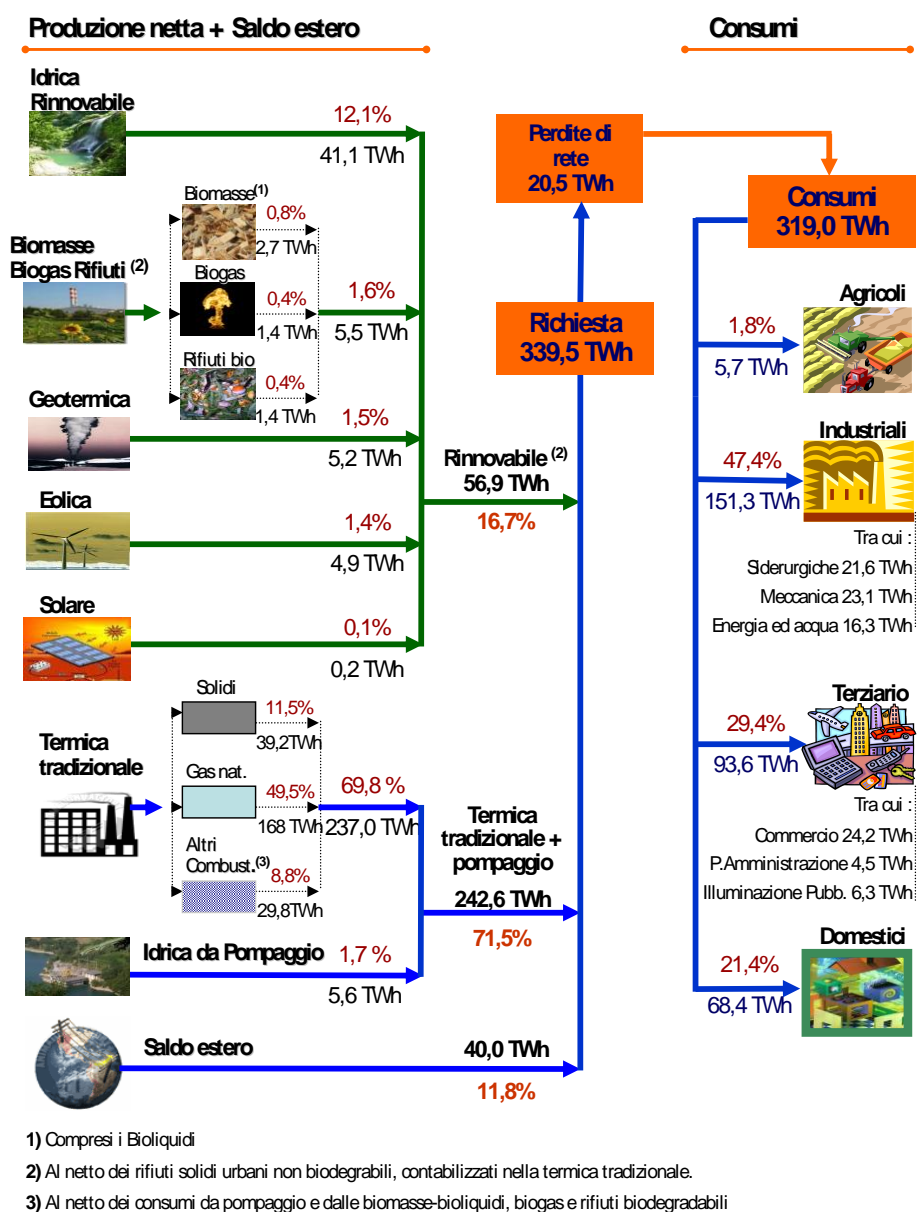 Produzione netta + Saldo estero
Consumi
Idrica
Rinnovabile
12,1%
41,1 TWh
Biomasse
Biogas Rifiuti (2)
Biomasse(1)
0,8%
2,7 TWh
Biogas
0,4%
1,4 TWh
Rifiuti bio
0,4%
1,4 TWh
1,6%
5,5 TWh
Geotermica
1,5%
5,2 TWh
Eolica
1,4%
4,9 TWh
Solare
0,1%
0,2 TWh
Rinnovabile (2)
56,9 TWh
16,7%
Termica
tradizionale
Solidi
11,5%
39,2TWh
Gas nat.
49,5%
168 TWh
Altri
Combust.(3)
8,8%
29,8TWh
69,8 %
237,0 TWh
Idrica da Pompaggio
1,7 %
5,6 TWh
Termica
tradizionale +
pompaggio
242,6 TWh
71,5%
Saldo estero
40,0 TWh
11,8%
Perdite di
rete
20,5 TWh
Richiesta
339,5 TWh
Consumi
319,0 TWh
Agricoli
1,8%
5,7 TWh
Industriali
47,4%
151,3 TWh
Tra cui :
Siderurgiche 21,6 TWh
Meccanica 23,1 TWh
Energia ed acqua 16,3 TWh
Terziario
29,4%
93,6 TWh
Tra cui :
Commercio 24,2 TWh
P.Amministrazione 4,5 TWh
Illuminazione Pubb. 6,3 TWh
Domestici
21,4%
68,4 TWh
1) Compresi i Bioliquidi
2) Al netto dei rifiuti solidi urbani non biodegrabili, contabilizzati nella termica tradizionale.
3) Al netto dei consumi da pompaggio e dalle biomasse-bioliquidi, biogas e rifiuti biodegradabili